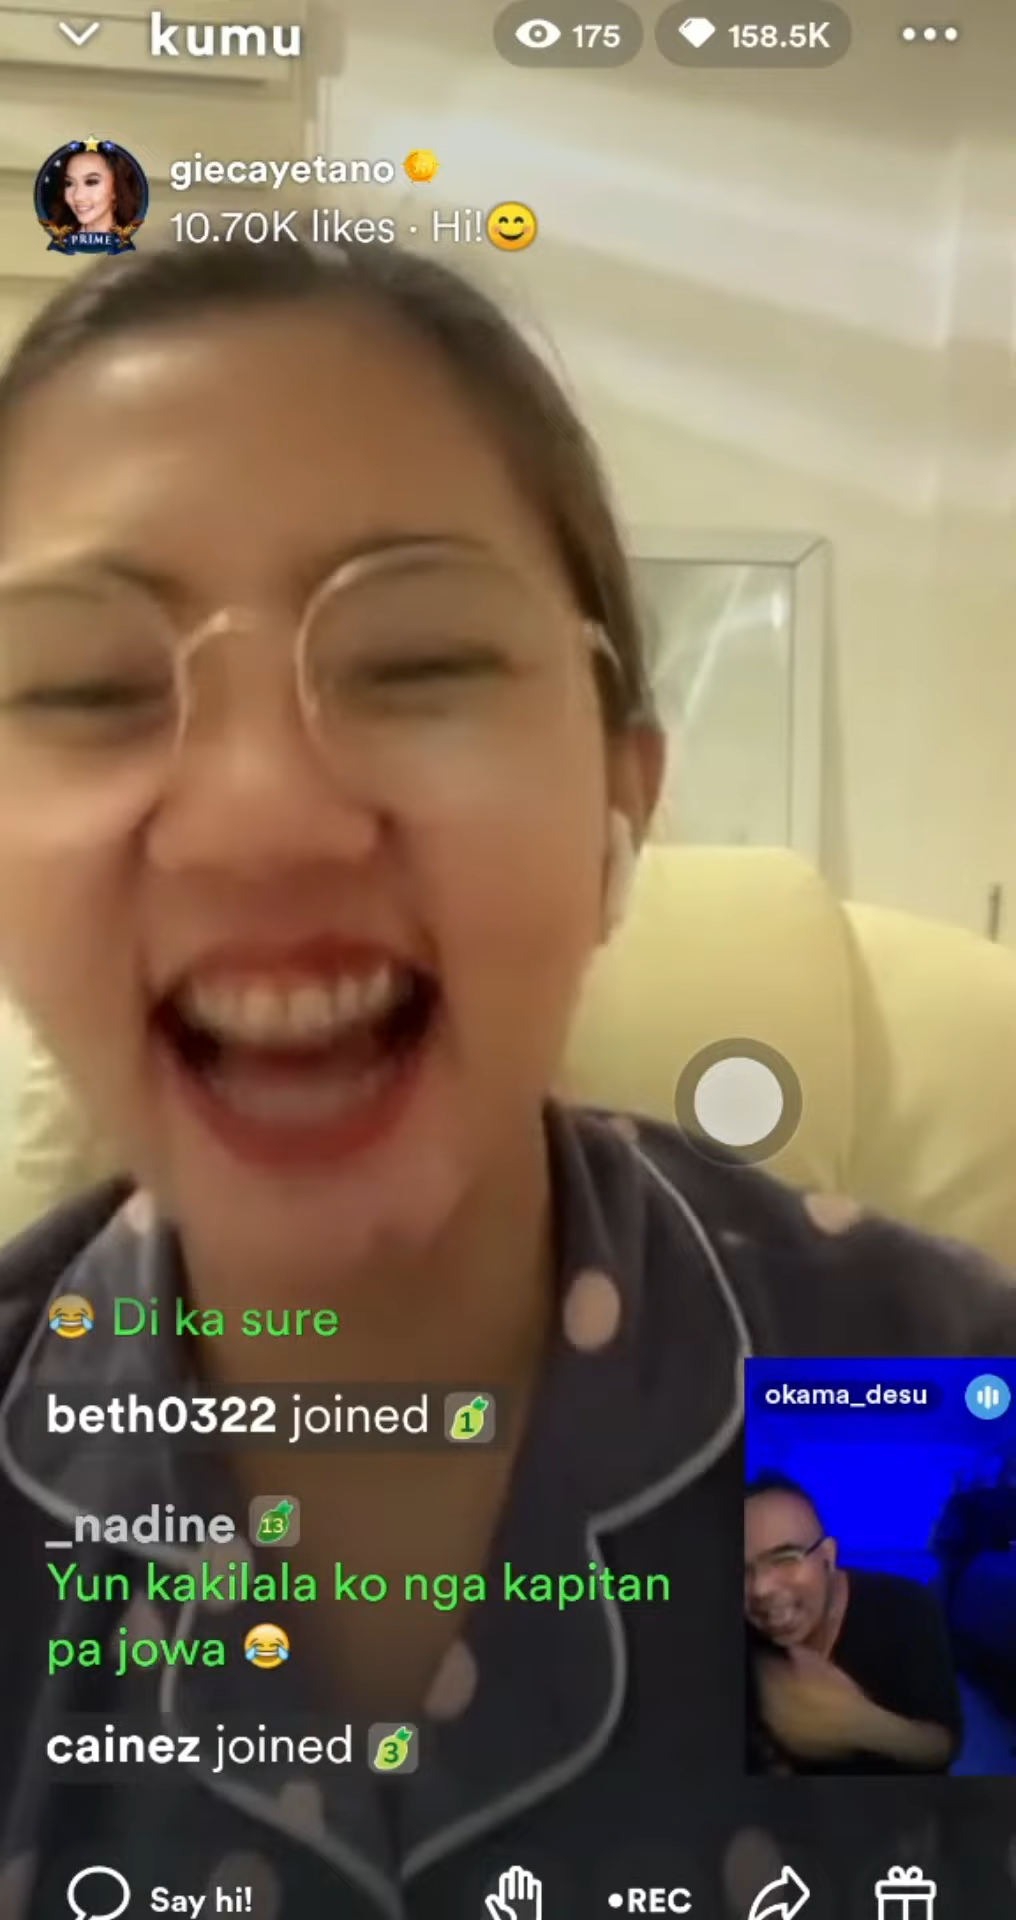 kumu
175
158.5K
giecayetano
10.70K likes · Hi!😊
PRIME
😂 Di ka sure
beth0322 joined 1
okama_desu
_nadine 13
Yun kakilala ko nga kapitan
pa jowa 😂
cainez joined 3
Say hi!
•REC